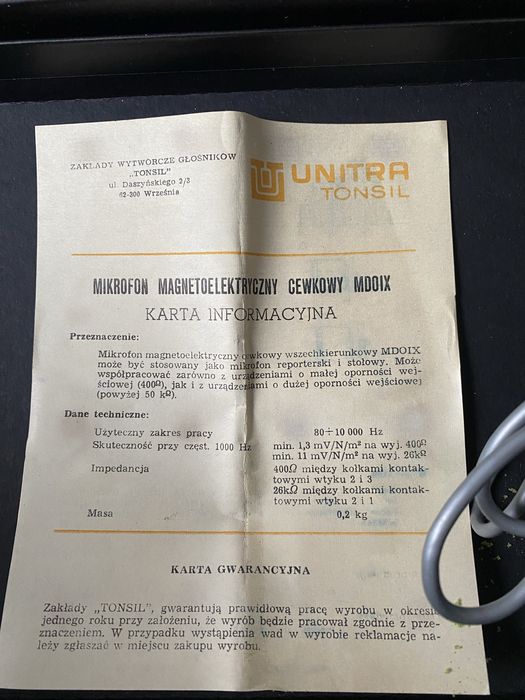 ZAKŁADY WYTWÓRCZE GŁOŚNIKÓW
„TONSIL"
ul. Daszyńskiego 2/3
62-300 Września
UNITRA
TONSIL
MIKROFON MAGNETOELEKTRYCZNY CEWKOWY MDOIX
KARTA INFORMACYJNA
Przeznaczenie:
Mikrofon magnetoelektryczny cewkowy wszechkierunkowy MDOIX
może być stosowany jako mikrofon reporterski i stołowy. Może
współpracować zarówno z urządzeniami o małej oporności wej-
ściowej (400Ω), jak i z urządzeniami o dużej oporności wejściowej
(powyżej 50 kΩ).
Dane techniczne:
Użyteczny zakres pracy 80÷10 000 Hz
Skuteczność przy częst. 1000 Hz min. 1,3 mV/N/m² na wyj. 400Ω
min. 11 mV/N/m² na wyj. 26kΩ
Impedancja 400Ω między kołkami kontak-
towymi wtyku 2 i 3
26kΩ między kołkami kontak-
towymi wtyku 2 i 1
Masa 0,2 kg
KARTA GWARANCYJNA
Zakłady „TONSIL", gwarantują prawidłową pracę wyrobu w okresie
jednego roku przy założeniu, że wyrób będzie pracował zgodnie z prze-
znaczeniem. W przypadku wystąpienia wad w wyrobie reklamacje na-
leży zgłaszać w miejscu zakupu wyrobu.